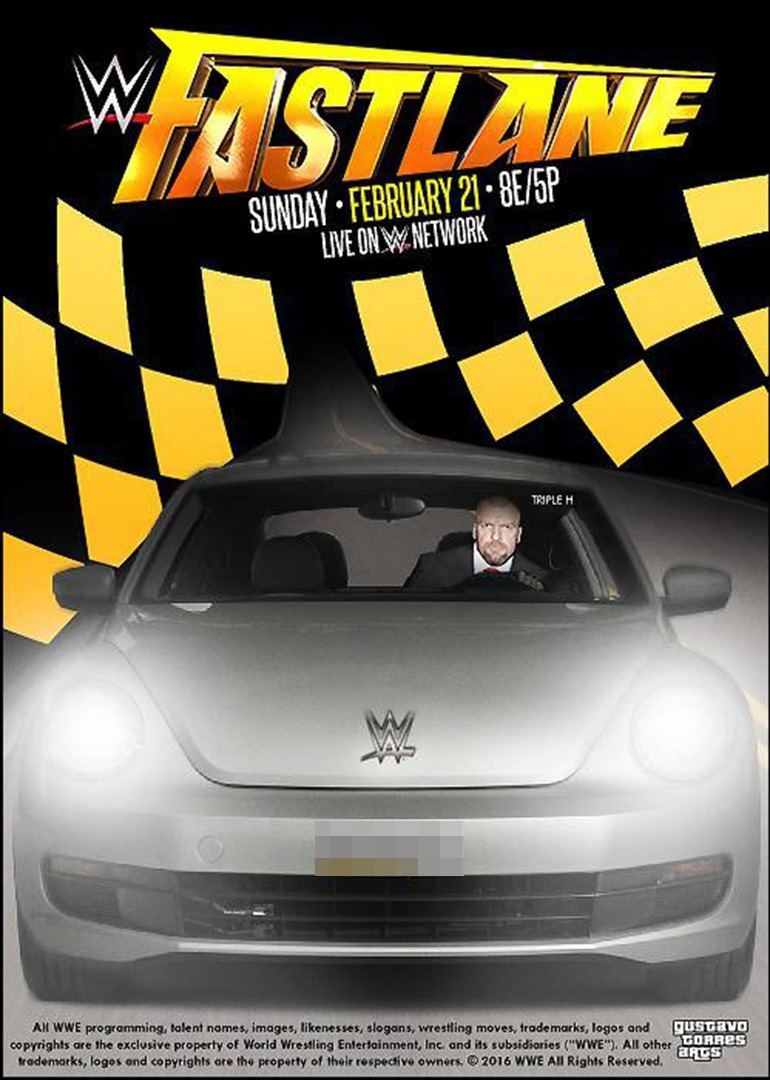 W
FASTLANE
SUNDAY • FEBRUARY 21 • 8E/5P
LIVE ON W NETWORK
TRIPLE H
W
All WWE programming, talent names, images, likenesses, slogans, wrestling moves, trademarks, logos and
copyrights are the exclusive property of World Wrestling Entertainment, Inc. and its subsidiaries ("WWE"). All other
trademarks, logos and copyrights are the property of their respective owners. © 2016 WWE All Rights Reserved.
gustavo
torres
arts